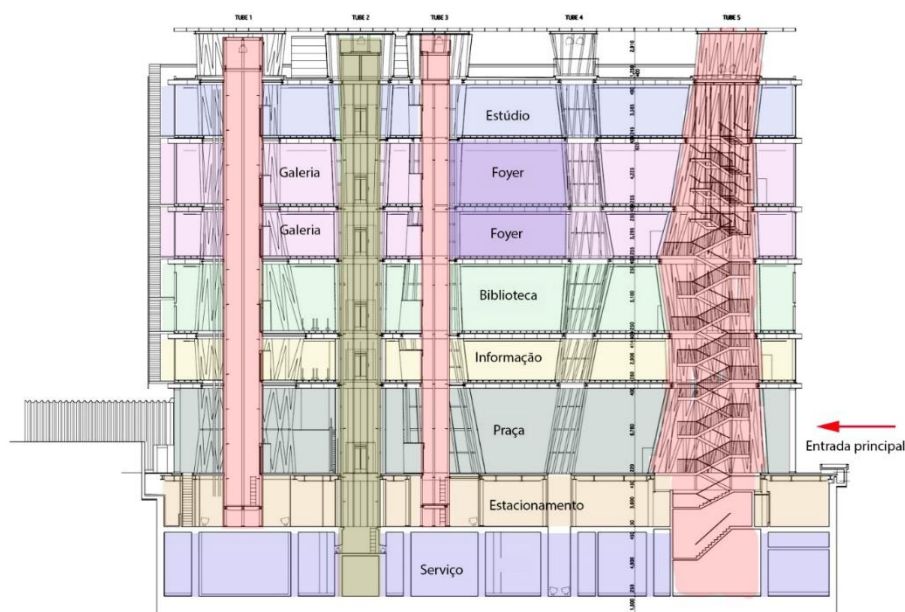 TUBE 1 TUBE 2 TUBE 3 TUBE 4 TUBE 5
Estúdio
Galeria Foyer
Galeria Foyer
Biblioteca
Informação
Praça
Entrada principal
Estacionamento
Serviço